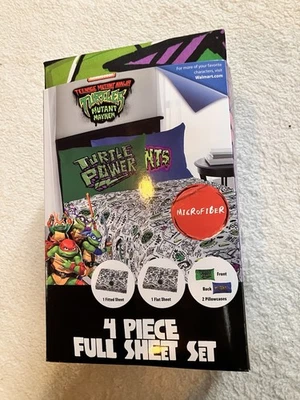 For more of your favorite
characters, visit
Walmart.com
TEENAGE MUTANT NINJA
TURTLES
MUTANT
MAYHEM
TURTLE
POWER
MICROFIBER
1 Fitted Sheet
1 Flat Sheet
Front
Back
2 Pillowcases
4 PIECE
FULL SHEET SET